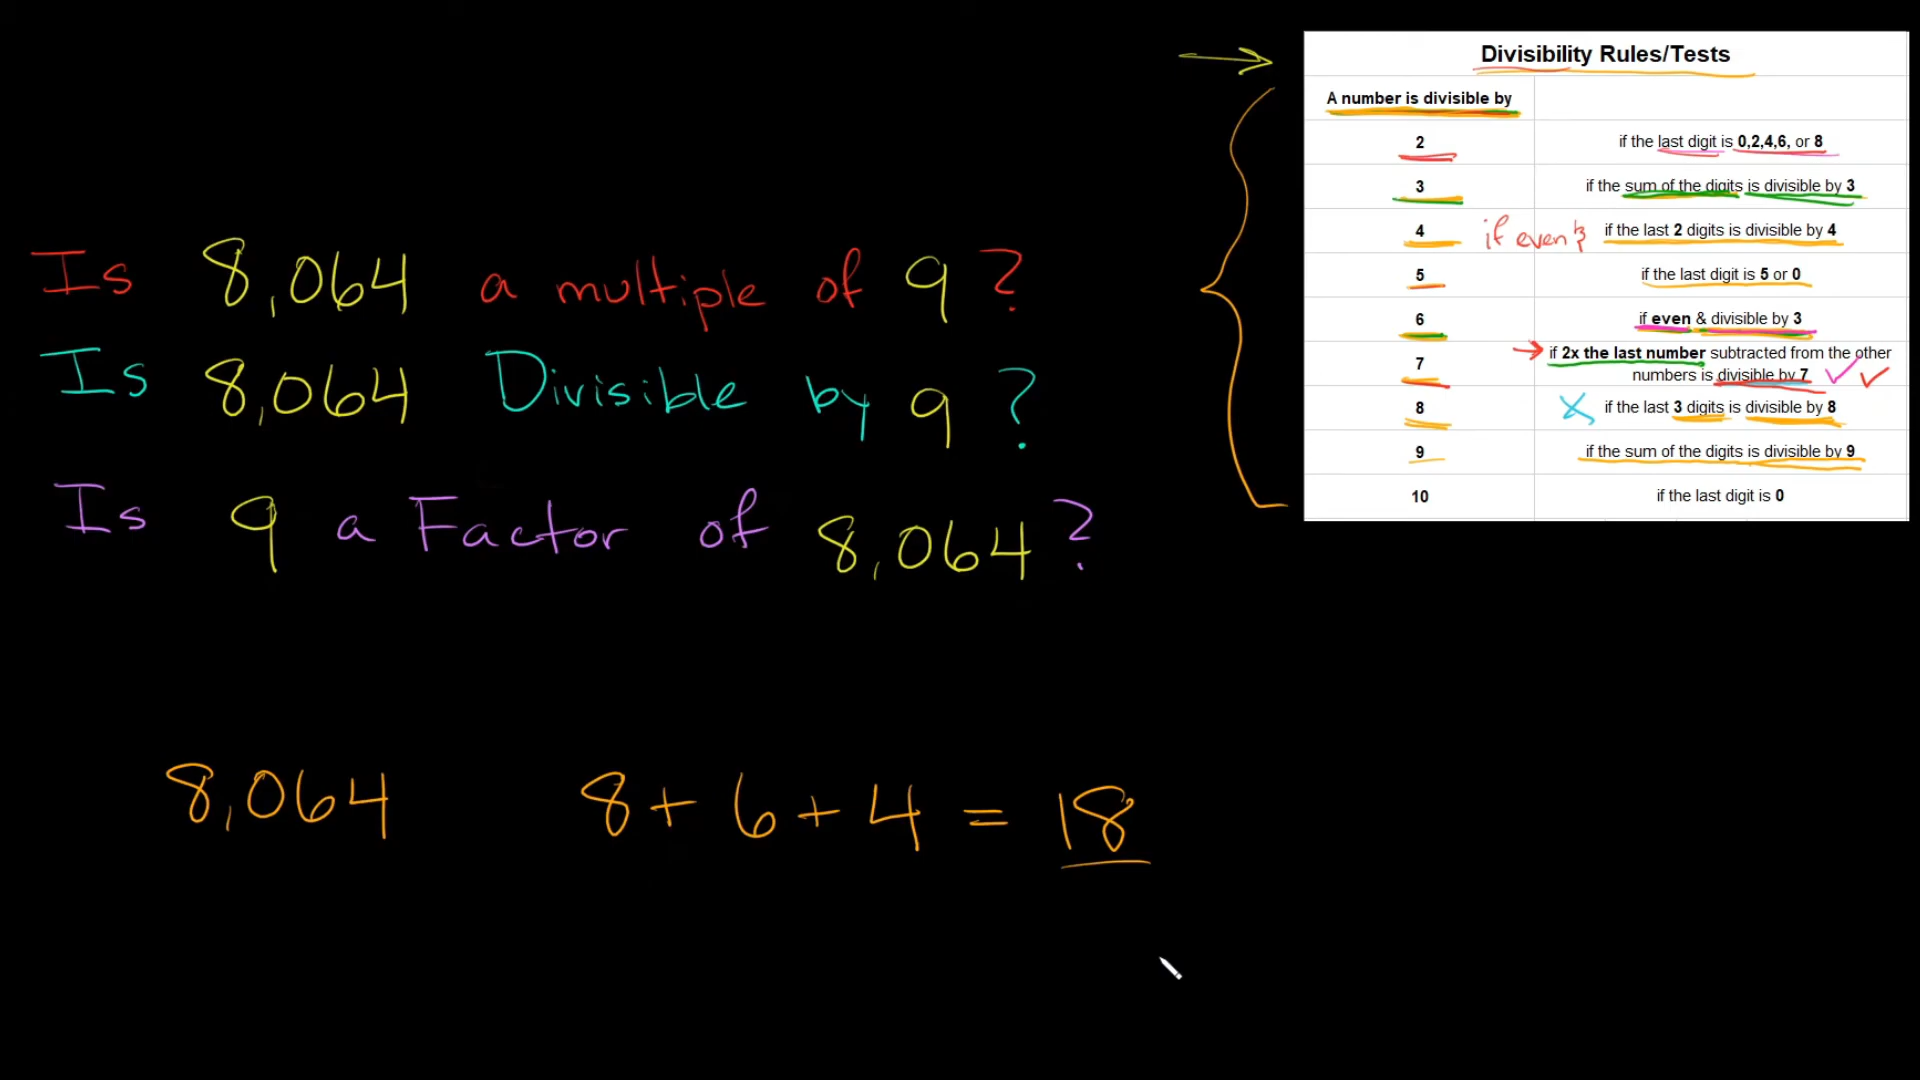 Is 8,064 a multiple of 9?
Is 8,064 Divisible by 9?
Is 9 a Factor of 8,064?
8,064 8+6+4=18
Divisibility Rules/Tests
A number is divisible by
2 if the last digit is 0,2,4,6, or 8
3 if the sum of the digits is divisible by 3
4 if even & if the last 2 digits is divisible by 4
5 if the last digit is 5 or 0
6 if even & divisible by 3
7 if 2x the last number subtracted from the other
numbers is divisible by 7
8 if the last 3 digits is divisible by 8
9 if the sum of the digits is divisible by 9
10 if the last digit is 0